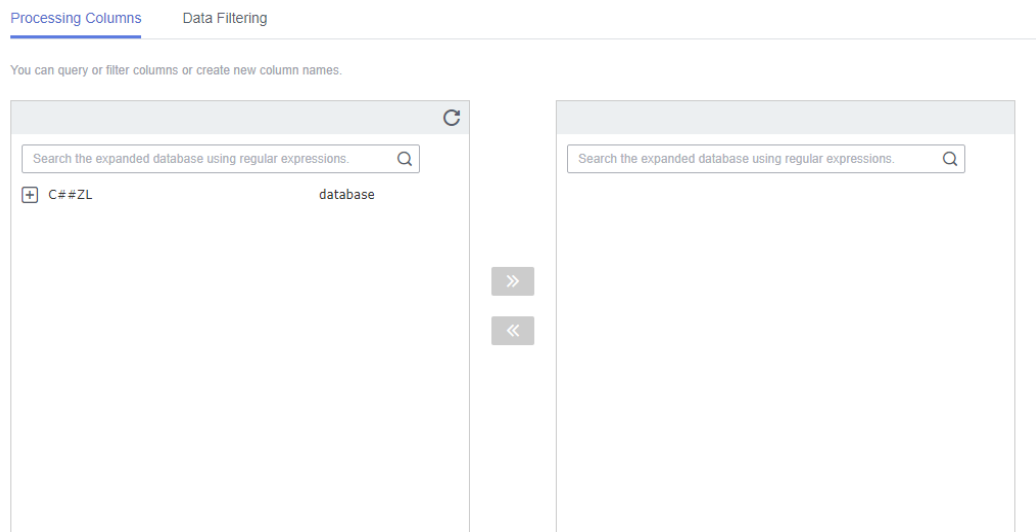 Processing Columns Data Filtering
You can query or filter columns or create new column names.
Search the expanded database using regular expressions.
C##ZL database
Search the expanded database using regular expressions.